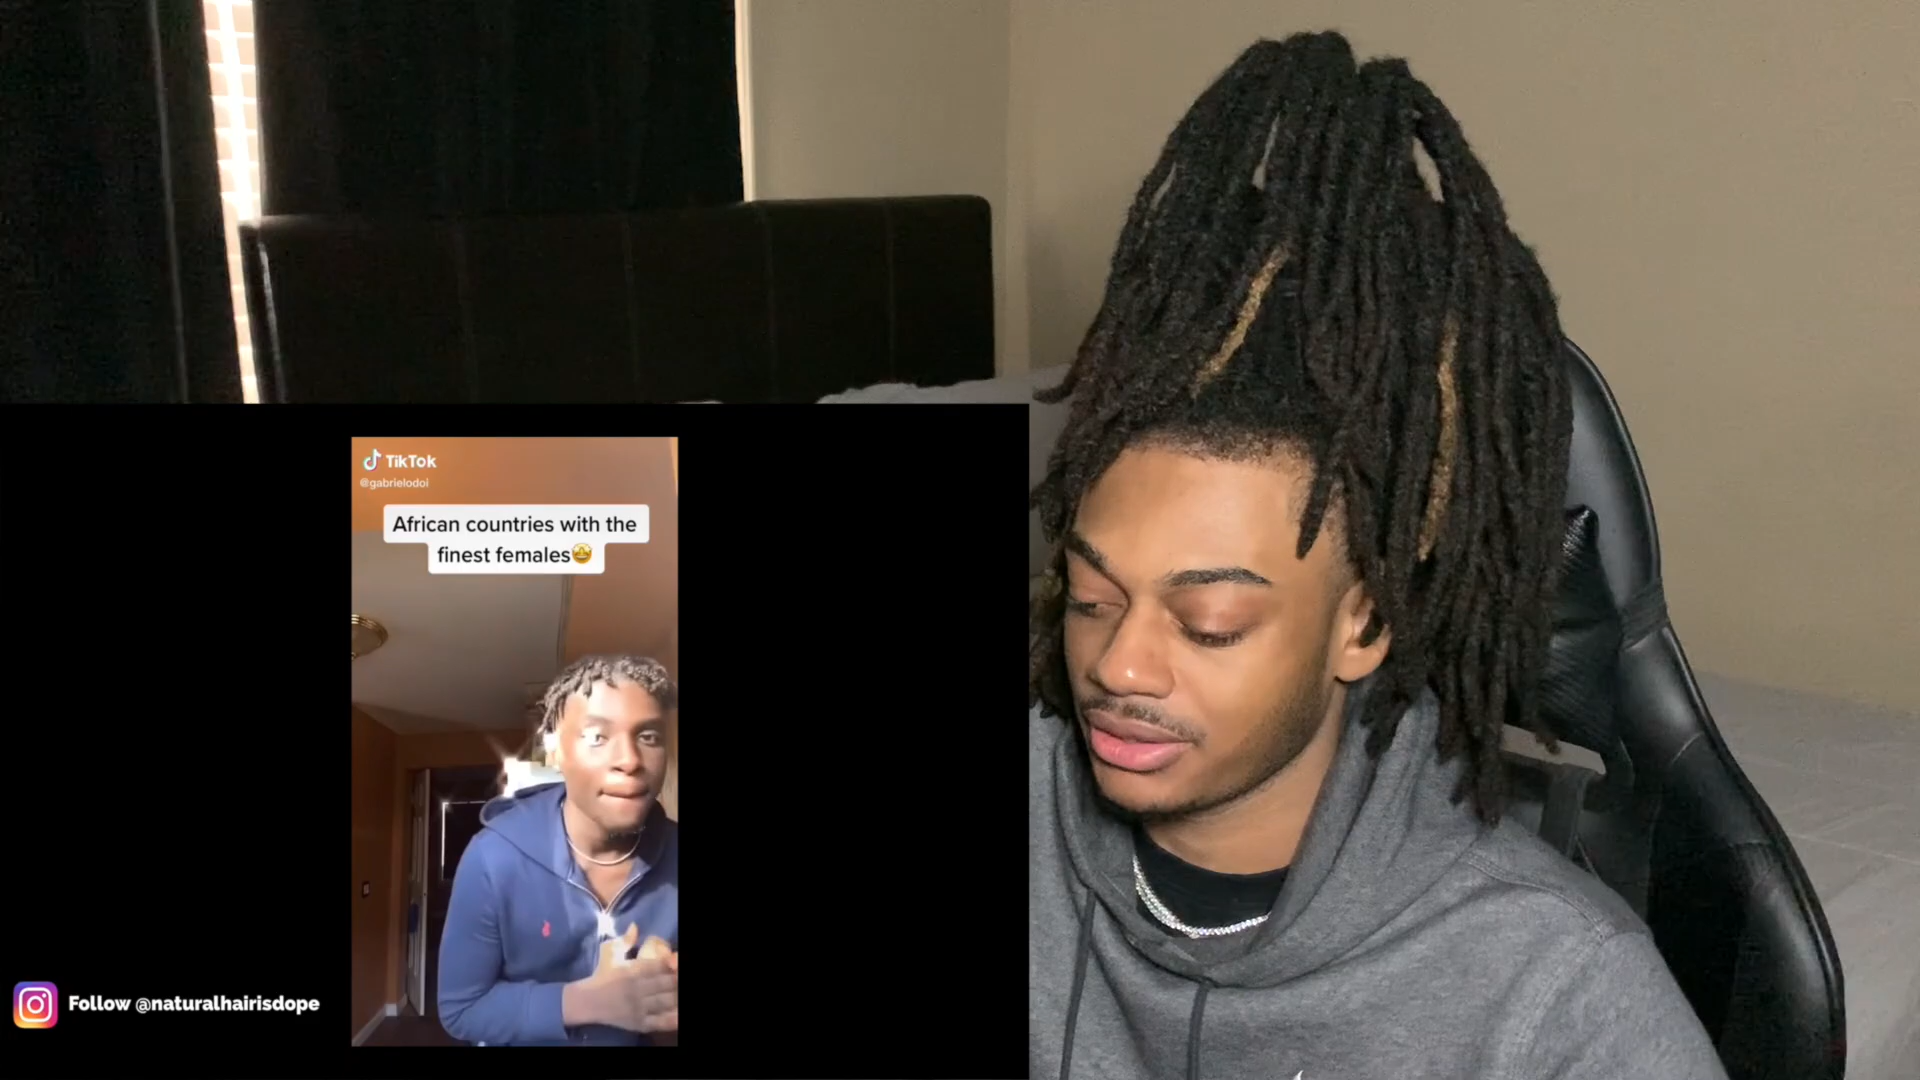 TikTok
@gabrielodoi
African countries with the
finest females🤩
Follow @naturalhairisdope